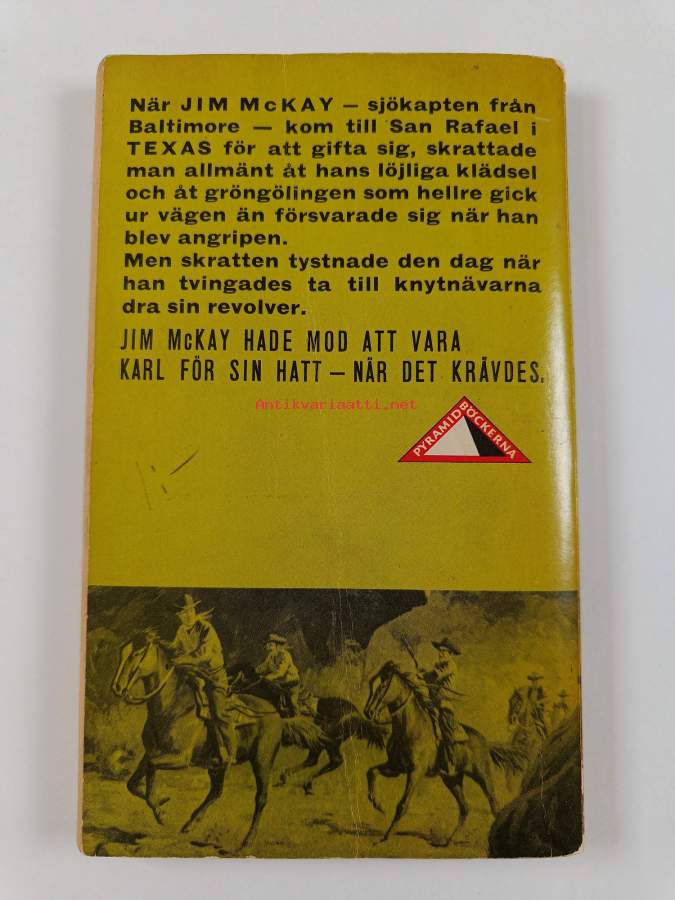 När JIM McKAY — sjökapten från
Baltimore — kom till San Rafael i
TEXAS för att gifta sig, skrattade
man allmänt åt hans löjliga klädsel
och åt gröngölingen som hellre gick
ur vägen än försvarade sig när han
blev angripen.
Men skratten tystnade den dag när
han tvingades ta till knytnävarna
dra sin revolver.
JIM McKAY HADE MOD ATT VARA
KARL FÖR SIN HATT — NÄR DET KRÄVDES.
Antikvariaatti.net
PYRAMIDBÖCKERNA